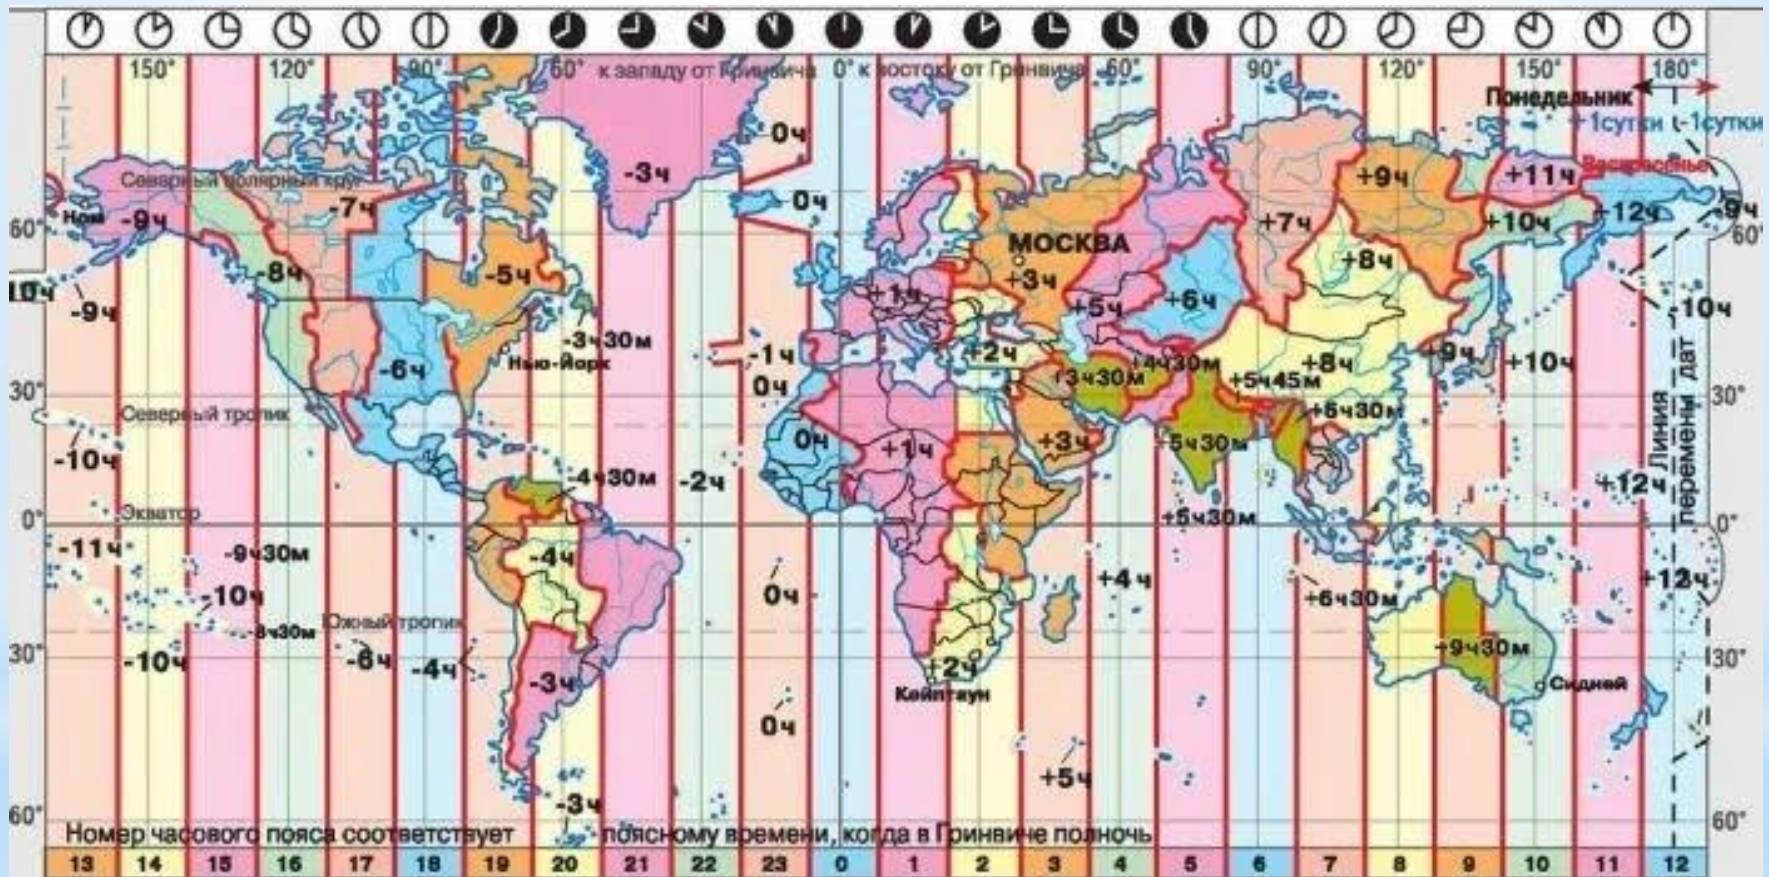 150° 120° 90° 60° к западу от Гринвича 0° к востоку от Гринвича 60° 90° 120° 150° 180°
Понедельник
+1сутки -1сутки
Воскресенье
0ч
-3ч +9ч +11ч
Северный полярный круг
-7ч 0ч
Ном -9ч +7ч +10ч +12ч -9ч
60° 60°
МОСКВА
-8ч -5ч +3ч +8ч
10ч +1ч +5ч +6ч
-9ч -10ч
-3ч30м
Нью-Йорк
-1ч +2ч +4ч30м +8ч +9ч +10ч
-6ч 0ч +3ч30м +5ч45м
30° 30°
Северный тропик +6ч30м
Линия перемены дат
-10ч 0ч +1ч +3ч +5ч30м
-4ч30м -2ч +12ч
Экватор
0° +5ч30м 0°
-11ч -9ч30м -4ч
+4ч +12ч
-10ч 0ч +6ч30м
Южный тропик
-8ч30м
30° -10ч -6ч -4ч +2ч +9ч30м 30°
-3ч Кейптаун Сидней
0ч
+5ч
-3ч
60° 60°
Номер часового пояса соответствует поясному времени, когда в Гринвиче полночь
13 14 15 16 17 18 19 20 21 22 23 0 1 2 3 4 5 6 7 8 9 10 11 12